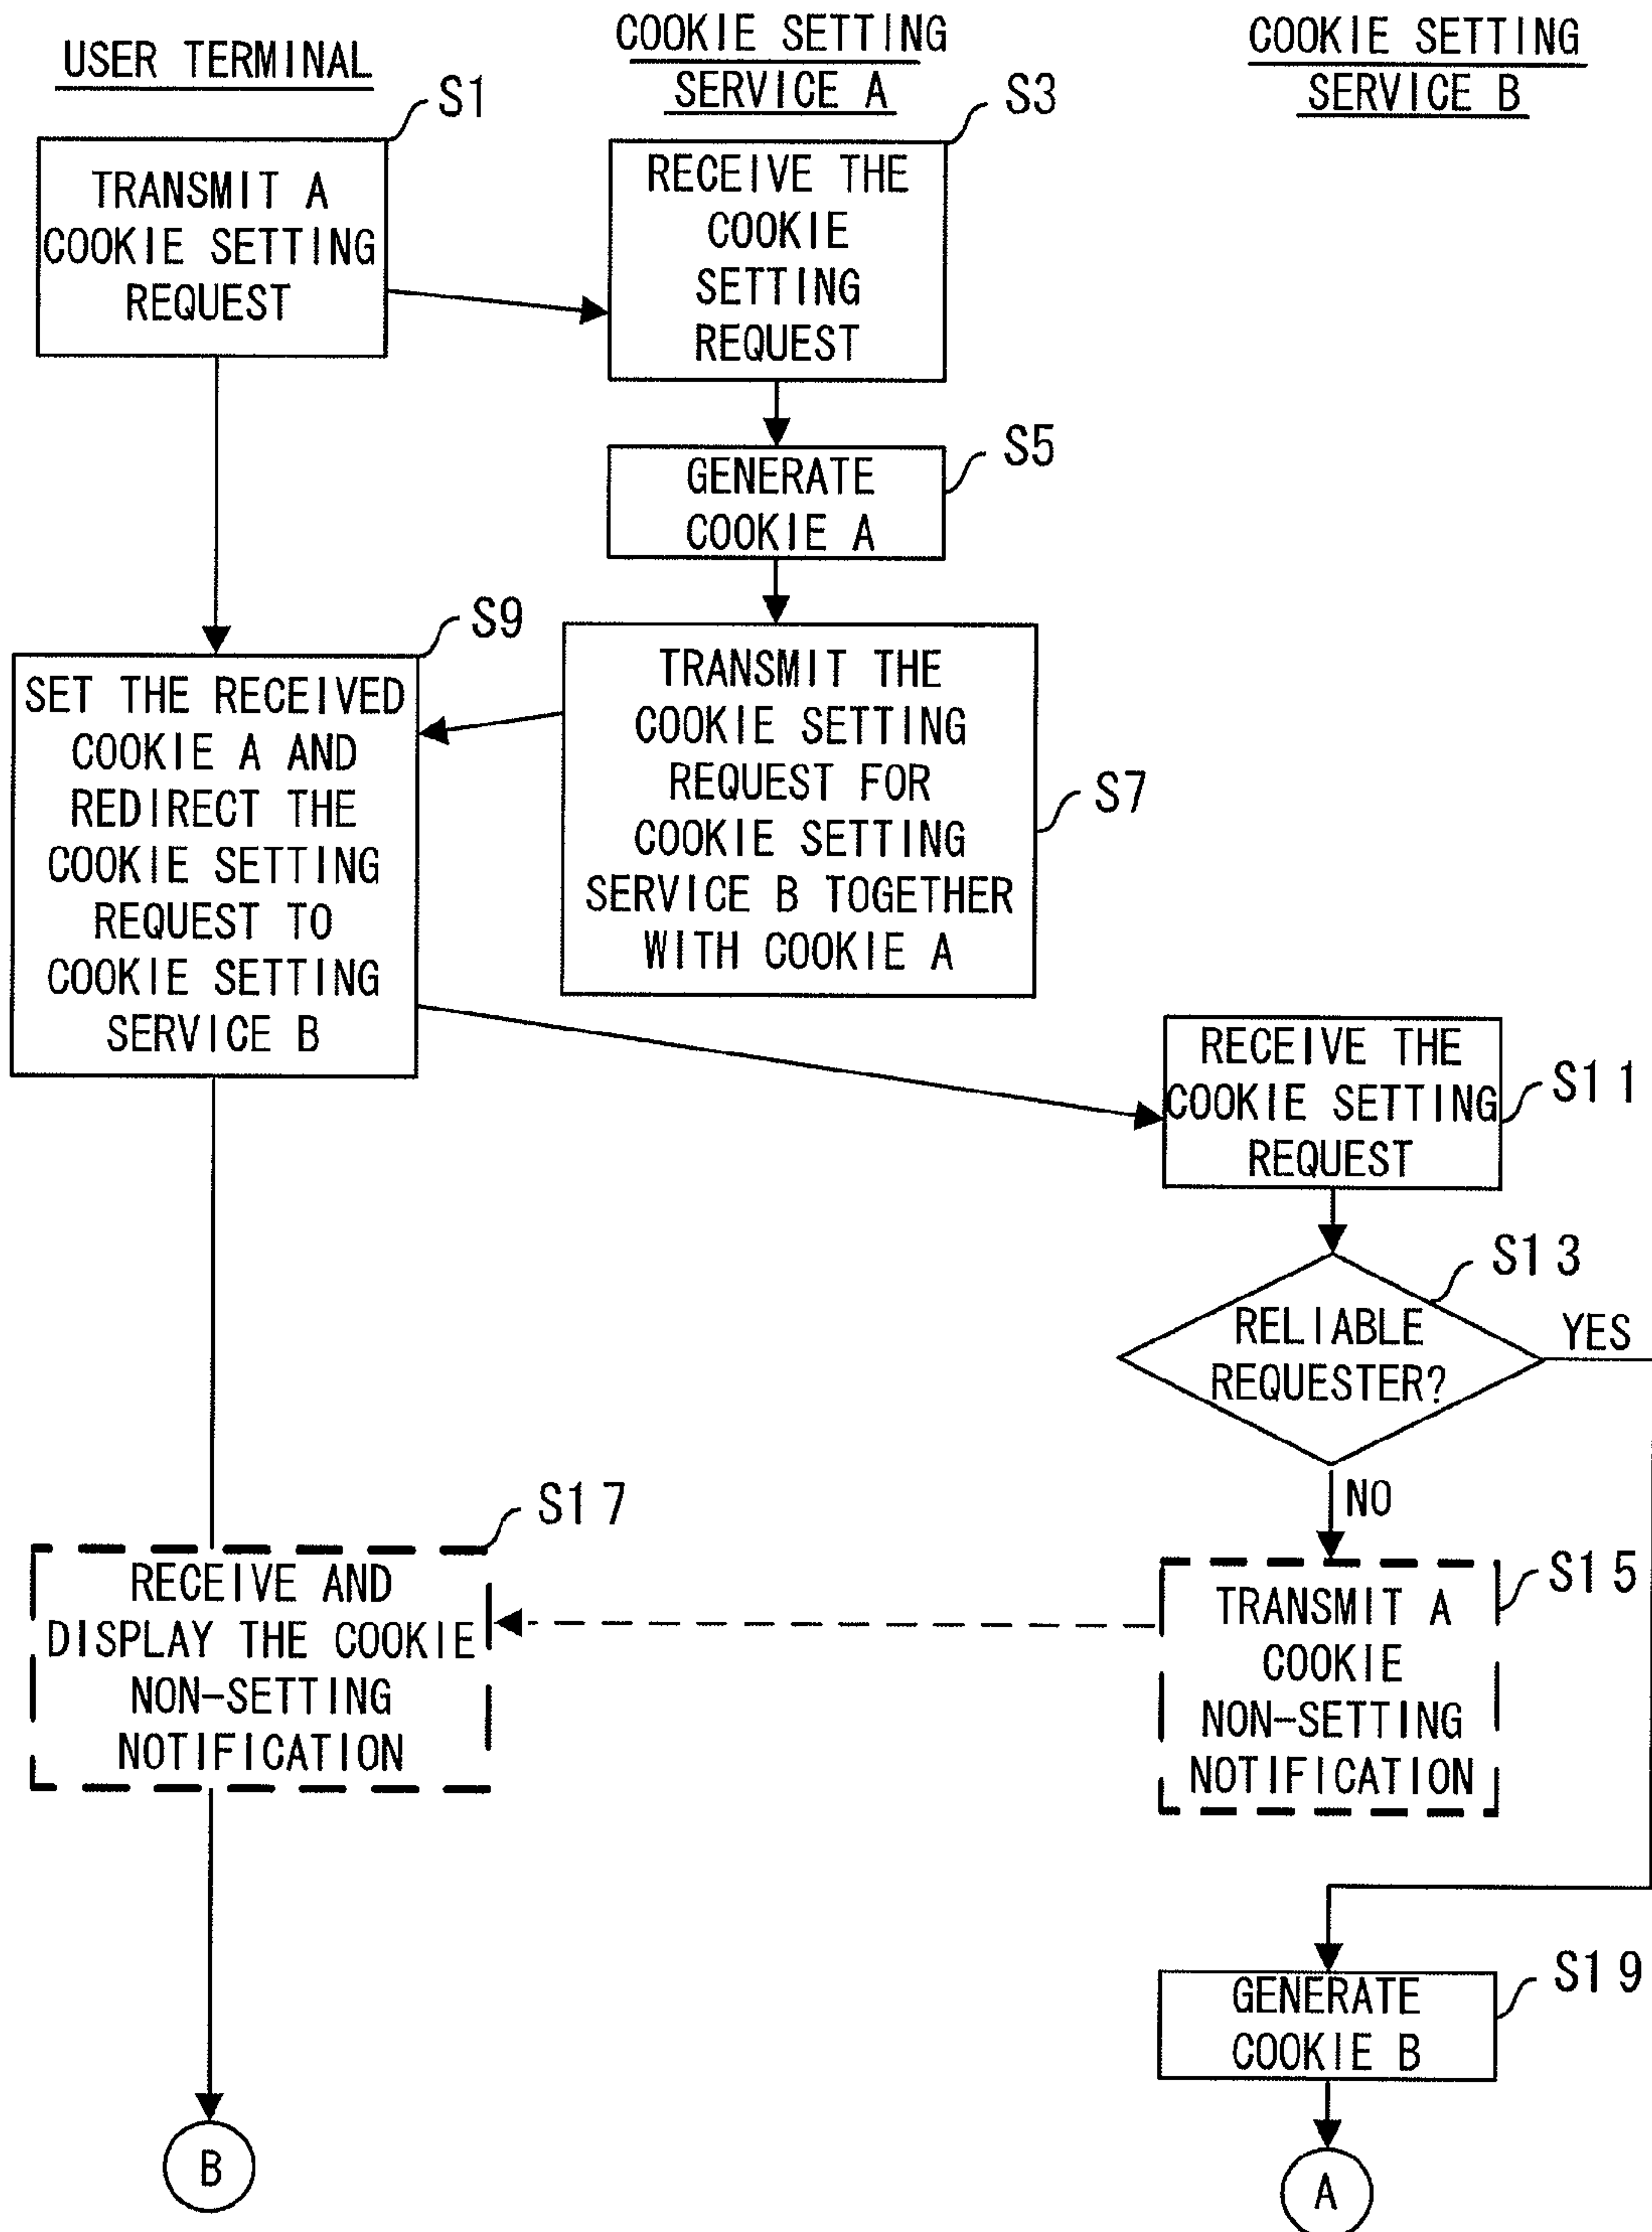 USER TERMINAL
COOKIE SETTING
SERVICE A
COOKIE SETTING
SERVICE B
S1
TRANSMIT A
COOKIE SETTING
REQUEST
S3
RECEIVE THE
COOKIE
SETTING
REQUEST
S5
GENERATE
COOKIE A
S9
SET THE RECEIVED
COOKIE A AND
REDIRECT THE
COOKIE SETTING
REQUEST TO
COOKIE SETTING
SERVICE B
TRANSMIT THE
COOKIE SETTING
REQUEST FOR
COOKIE SETTING
SERVICE B TOGETHER
WITH COOKIE A
S7
RECEIVE THE
COOKIE SETTING
REQUEST
S11
S13
RELIABLE
REQUESTER?
YES
NO
S17
RECEIVE AND
DISPLAY THE COOKIE
NON-SETTING
NOTIFICATION
S15
TRANSMIT A
COOKIE
NON-SETTING
NOTIFICATION
S19
GENERATE
COOKIE B
B
A